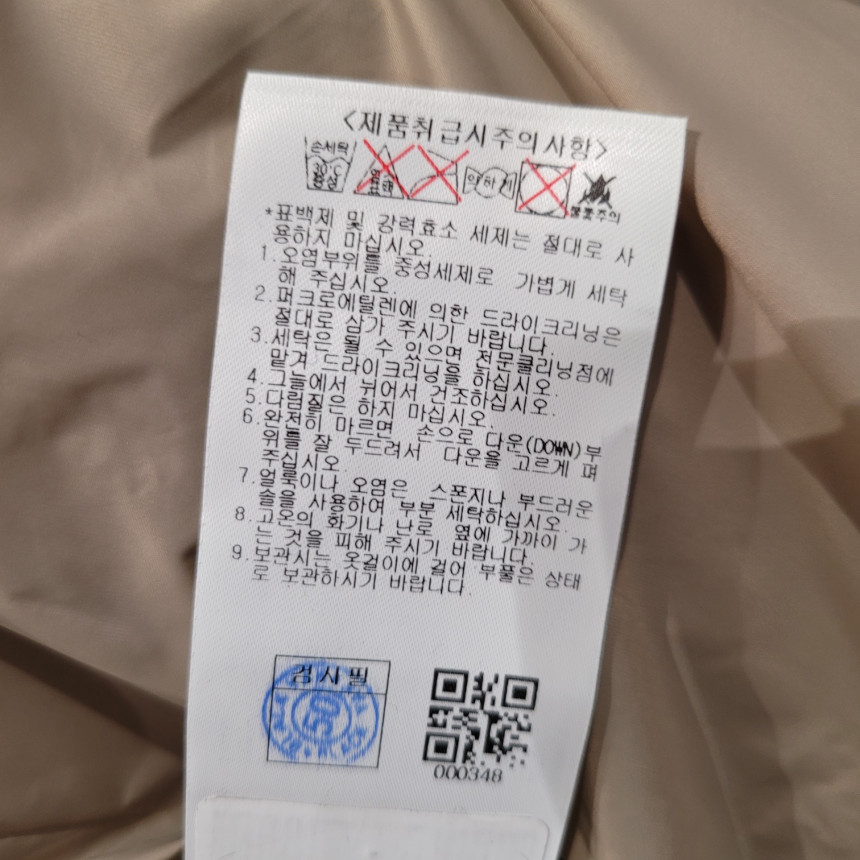 <제품취급시주의사항>
손세탁
30℃
중성
약하게
불꽃주의
*표백제 및 강력효소 세제는 절대로 사
용하지 마십시오.
1.오염부위를 중성세제로 가볍게 세탁
해 주십시오.
2.퍼크로에틸렌에 의한 드라이크리닝은
절대로 삼가 주시기 바랍니다.
3.세탁은 될 수 있으면 전문클리닝점에
맡겨 드라이크리닝을 하십시오.
4.그늘에서 뉘어서 건조하십시오.
5.다림질은 하지 마십시오.
6.완전히 마르면 손으로 다운(DOWN)부
위를 잘 두드려서 다운을 고르게 펴
주십시오.
7.얼룩이나 오염은 스포지나 부드러운
솔을 사용하여 부분 세탁하십시오.
8.고온의 화기나 난로 옆에 가까이 가
는 것을 피해 주시기 바랍니다.
9.보관시는 옷걸이에 걸어 부풀은 상태
로 보관하시기 바랍니다.
검사필
000348